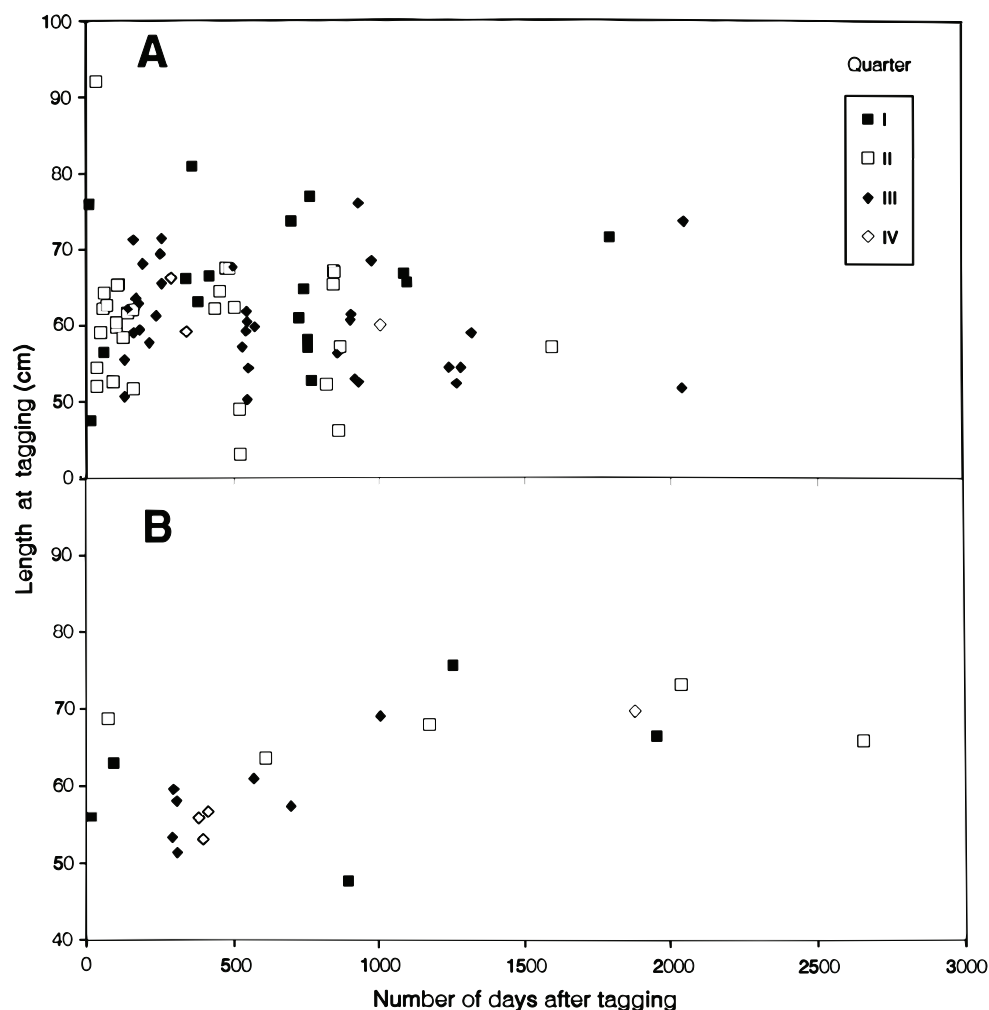 100
A
Quarter
90
I
80
II
III
70
IV
60
50
0
Length at tagging (cm)
B
90
80
70
60
50
40
0 500 1000 1500 2000 2500 3000
Number of days after tagging